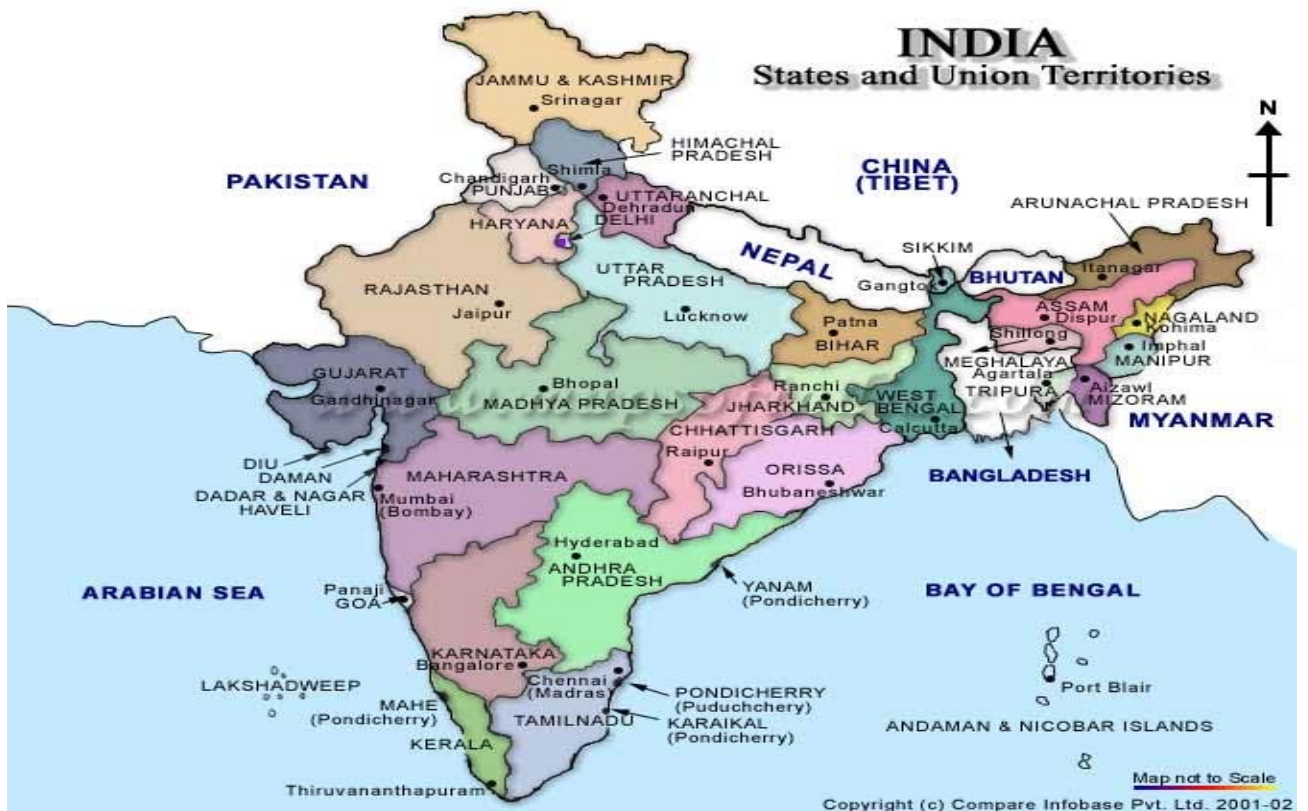 INDIA
States and Union Territories
N
JAMMU & KASHMIR
Srinagar
HIMACHAL
PRADESH
PAKISTAN
CHINA
(TIBET)
Shimla
Chandigarh
PUNJAB
UTTARANCHAL
Dehradun
ARUNACHAL PRADESH
HARYANA
DELHI
NEPAL
SIKKIM
BHUTAN
Gangtok
Itanagar
UTTAR
PRADESH
RAJASTHAN
Jaipur
Lucknow
ASSAM
Dispur
NAGALAND
Kohima
Patna
BIHAR
Shillong
MEGHALAYA
Imphal
MANIPUR
GUJARAT
Gandhinagar
Bhopal
MADHYA PRADESH
Ranchi
JHARKHAND
WEST
BENGAL
Calcutta
Agartala
TRIPURA
Aizawl
MIZORAM
MYANMAR
CHHATTISGARH
Raipur
DIU
DAMAN
DADAR & NAGAR
HAVELI
MAHARASHTRA
Mumbai
(Bombay)
ORISSA
Bhubaneshwar
BANGLADESH
Hyderabad
ANDHRA
PRADESH
YANAM
(Pondicherry)
ARABIAN SEA
Panaji
GOA
BAY OF BENGAL
KARNATAKA
Bangalore
LAKSHADWEEP
MAHE
(Pondicherry)
Chennai
(Madras)
PONDICHERRY
(Puduchchery)
TAMILNADU
KARAIKAL
(Pondicherry)
Port Blair
ANDAMAN & NICOBAR ISLANDS
KERALA
Thiruvananthapuram
Map not to Scale
Copyright (c) Compare Infobase Pvt. Ltd. 2001-02